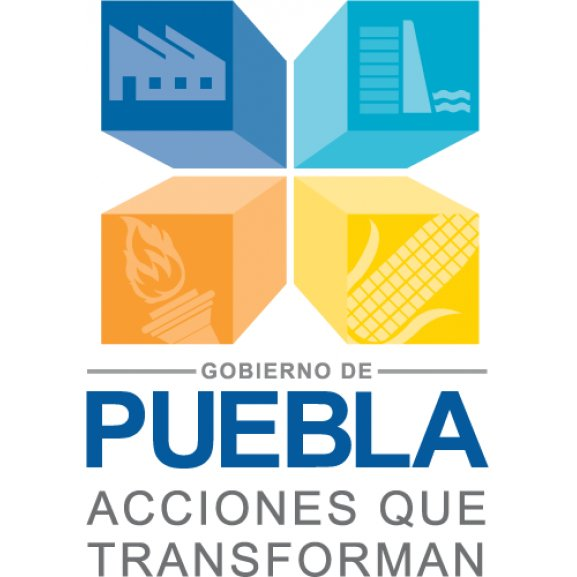 GOBIERNO DE
PUEBLA
ACCIONES QUE
TRANSFORMAN